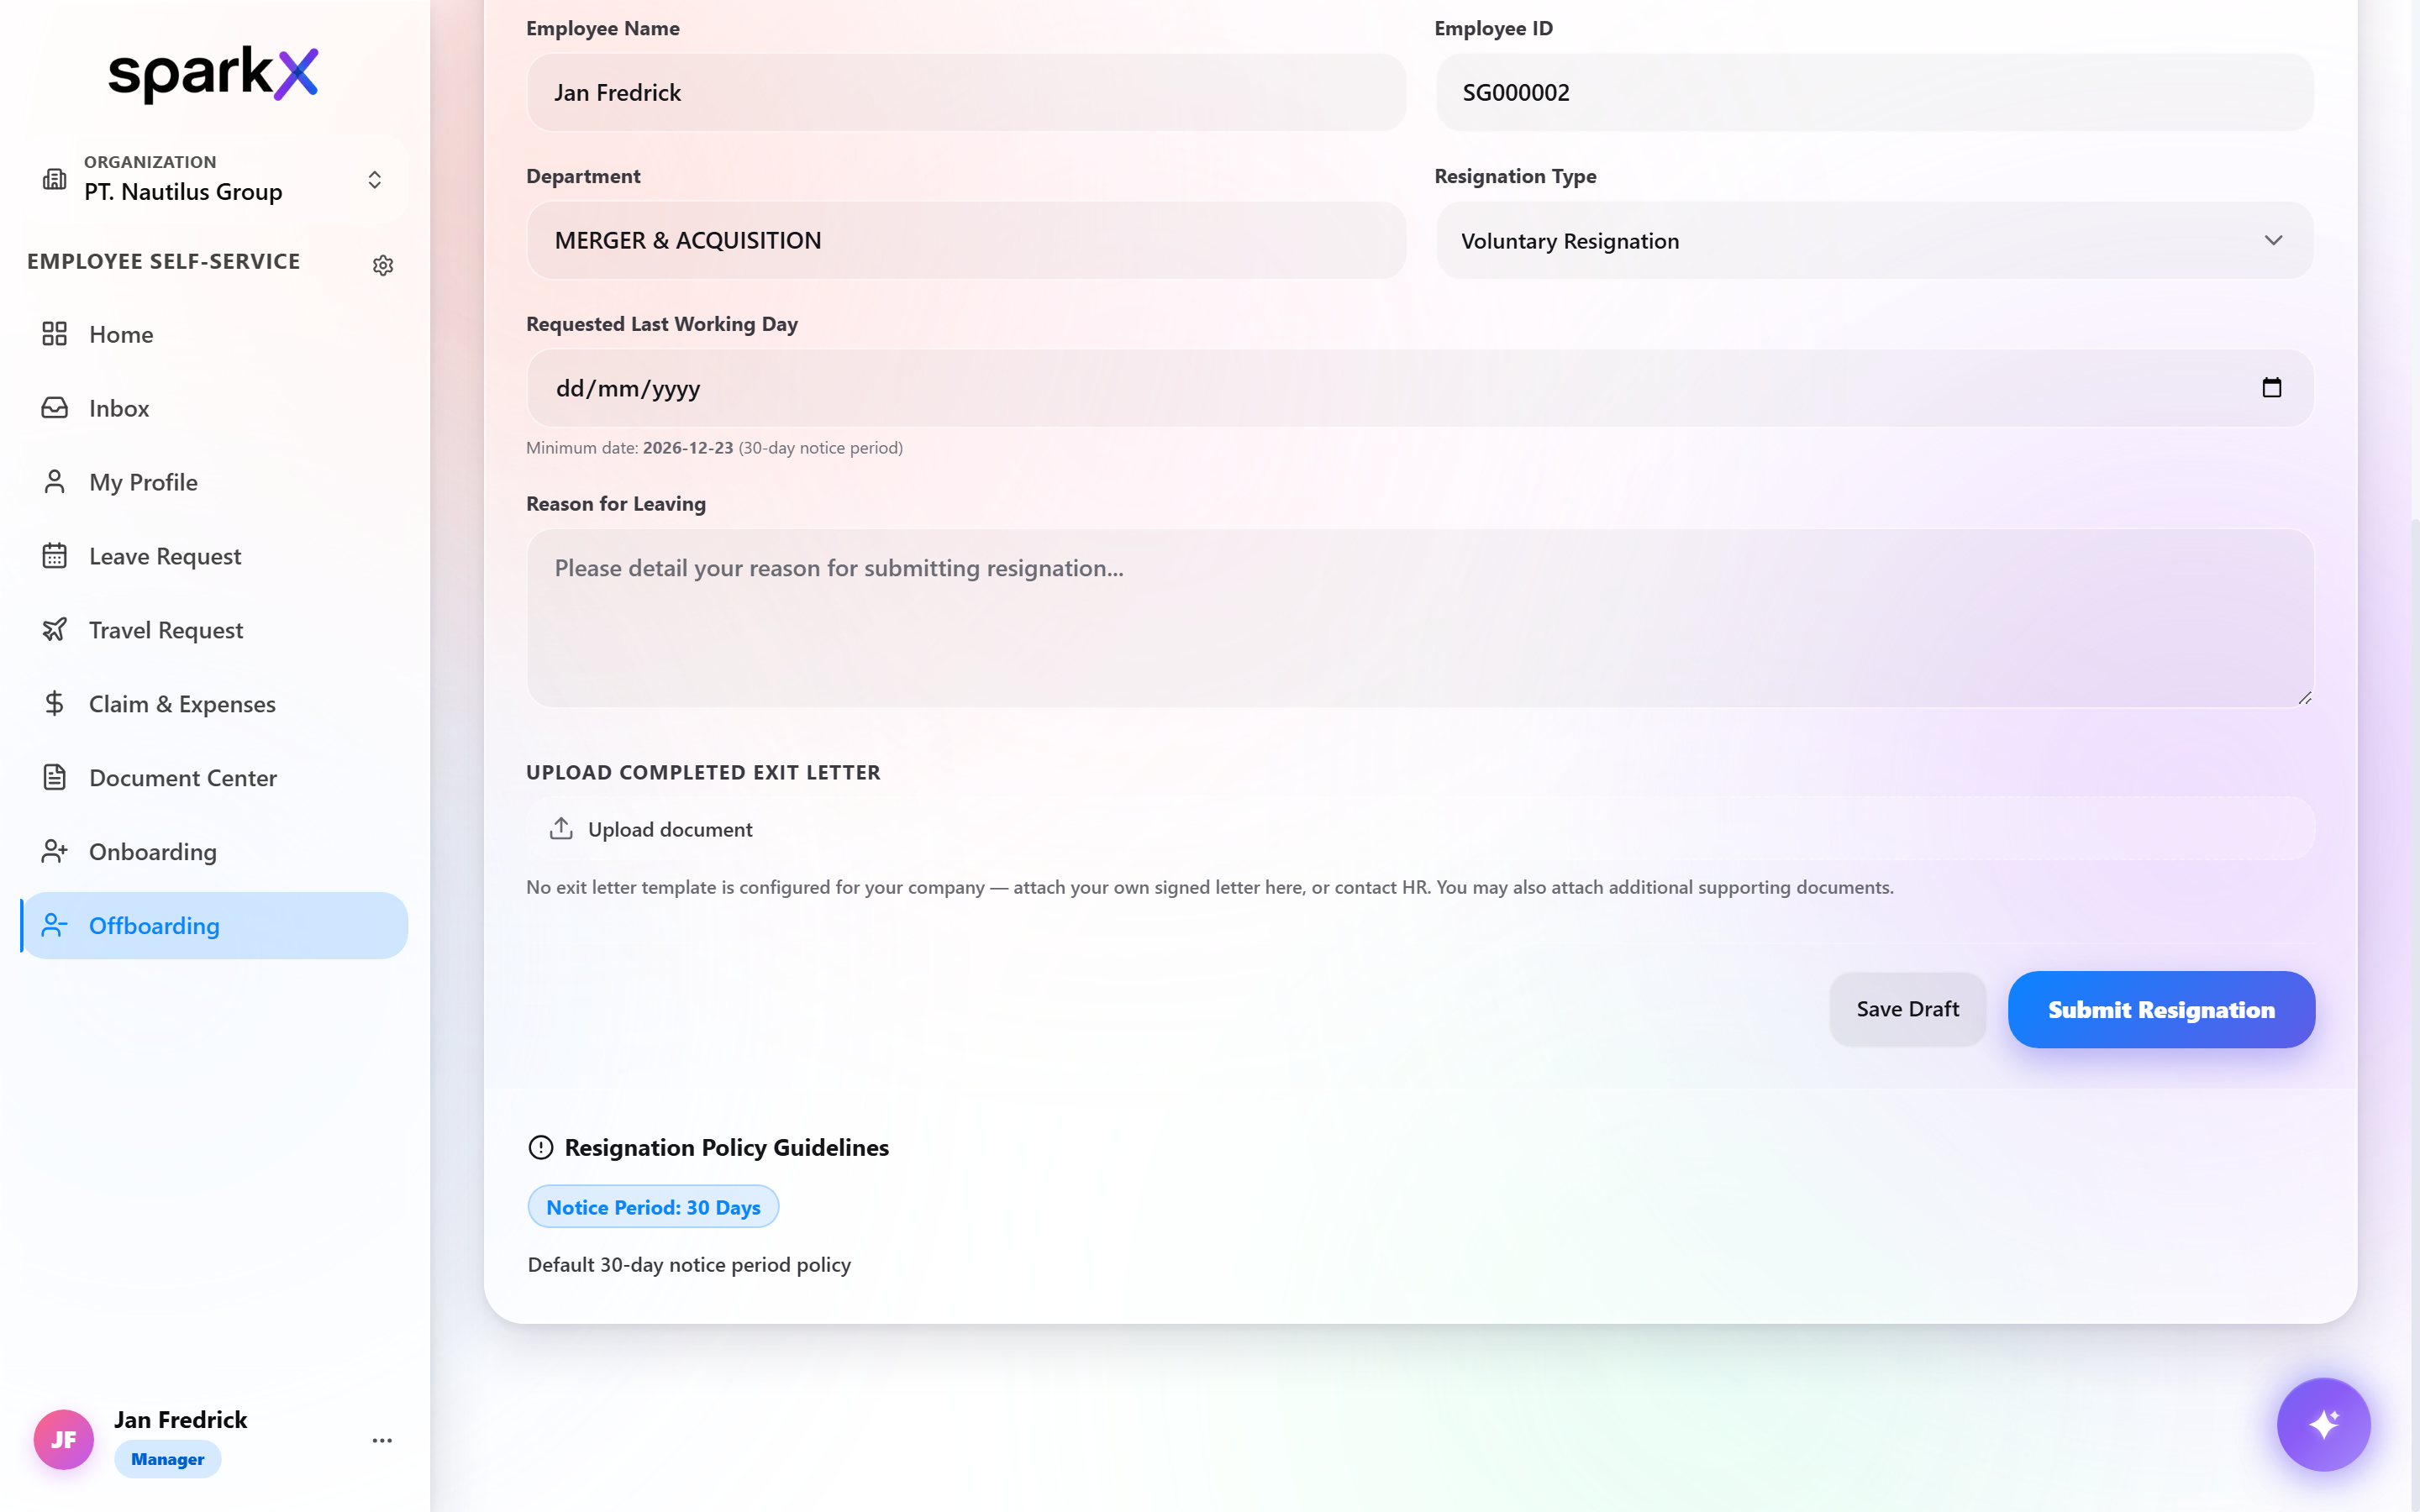 sparkX
ORGANIZATION
PT. Nautilus Group
EMPLOYEE SELF-SERVICE
Home
Inbox
My Profile
Leave Request
Travel Request
Claim & Expenses
Document Center
Onboarding
Offboarding
JF
Jan Fredrick
Manager
Employee Name
Jan Fredrick
Employee ID
SG000002
Department
MERGER & ACQUISITION
Resignation Type
Voluntary Resignation
Requested Last Working Day
dd/mm/yyyy
Minimum date: 2026-12-23 (30-day notice period)
Reason for Leaving
Please detail your reason for submitting resignation...
UPLOAD COMPLETED EXIT LETTER
Upload document
No exit letter template is configured for your company — attach your own signed letter here, or contact HR. You may also attach additional supporting documents.
Save Draft
Submit Resignation
Resignation Policy Guidelines
Notice Period: 30 Days
Default 30-day notice period policy